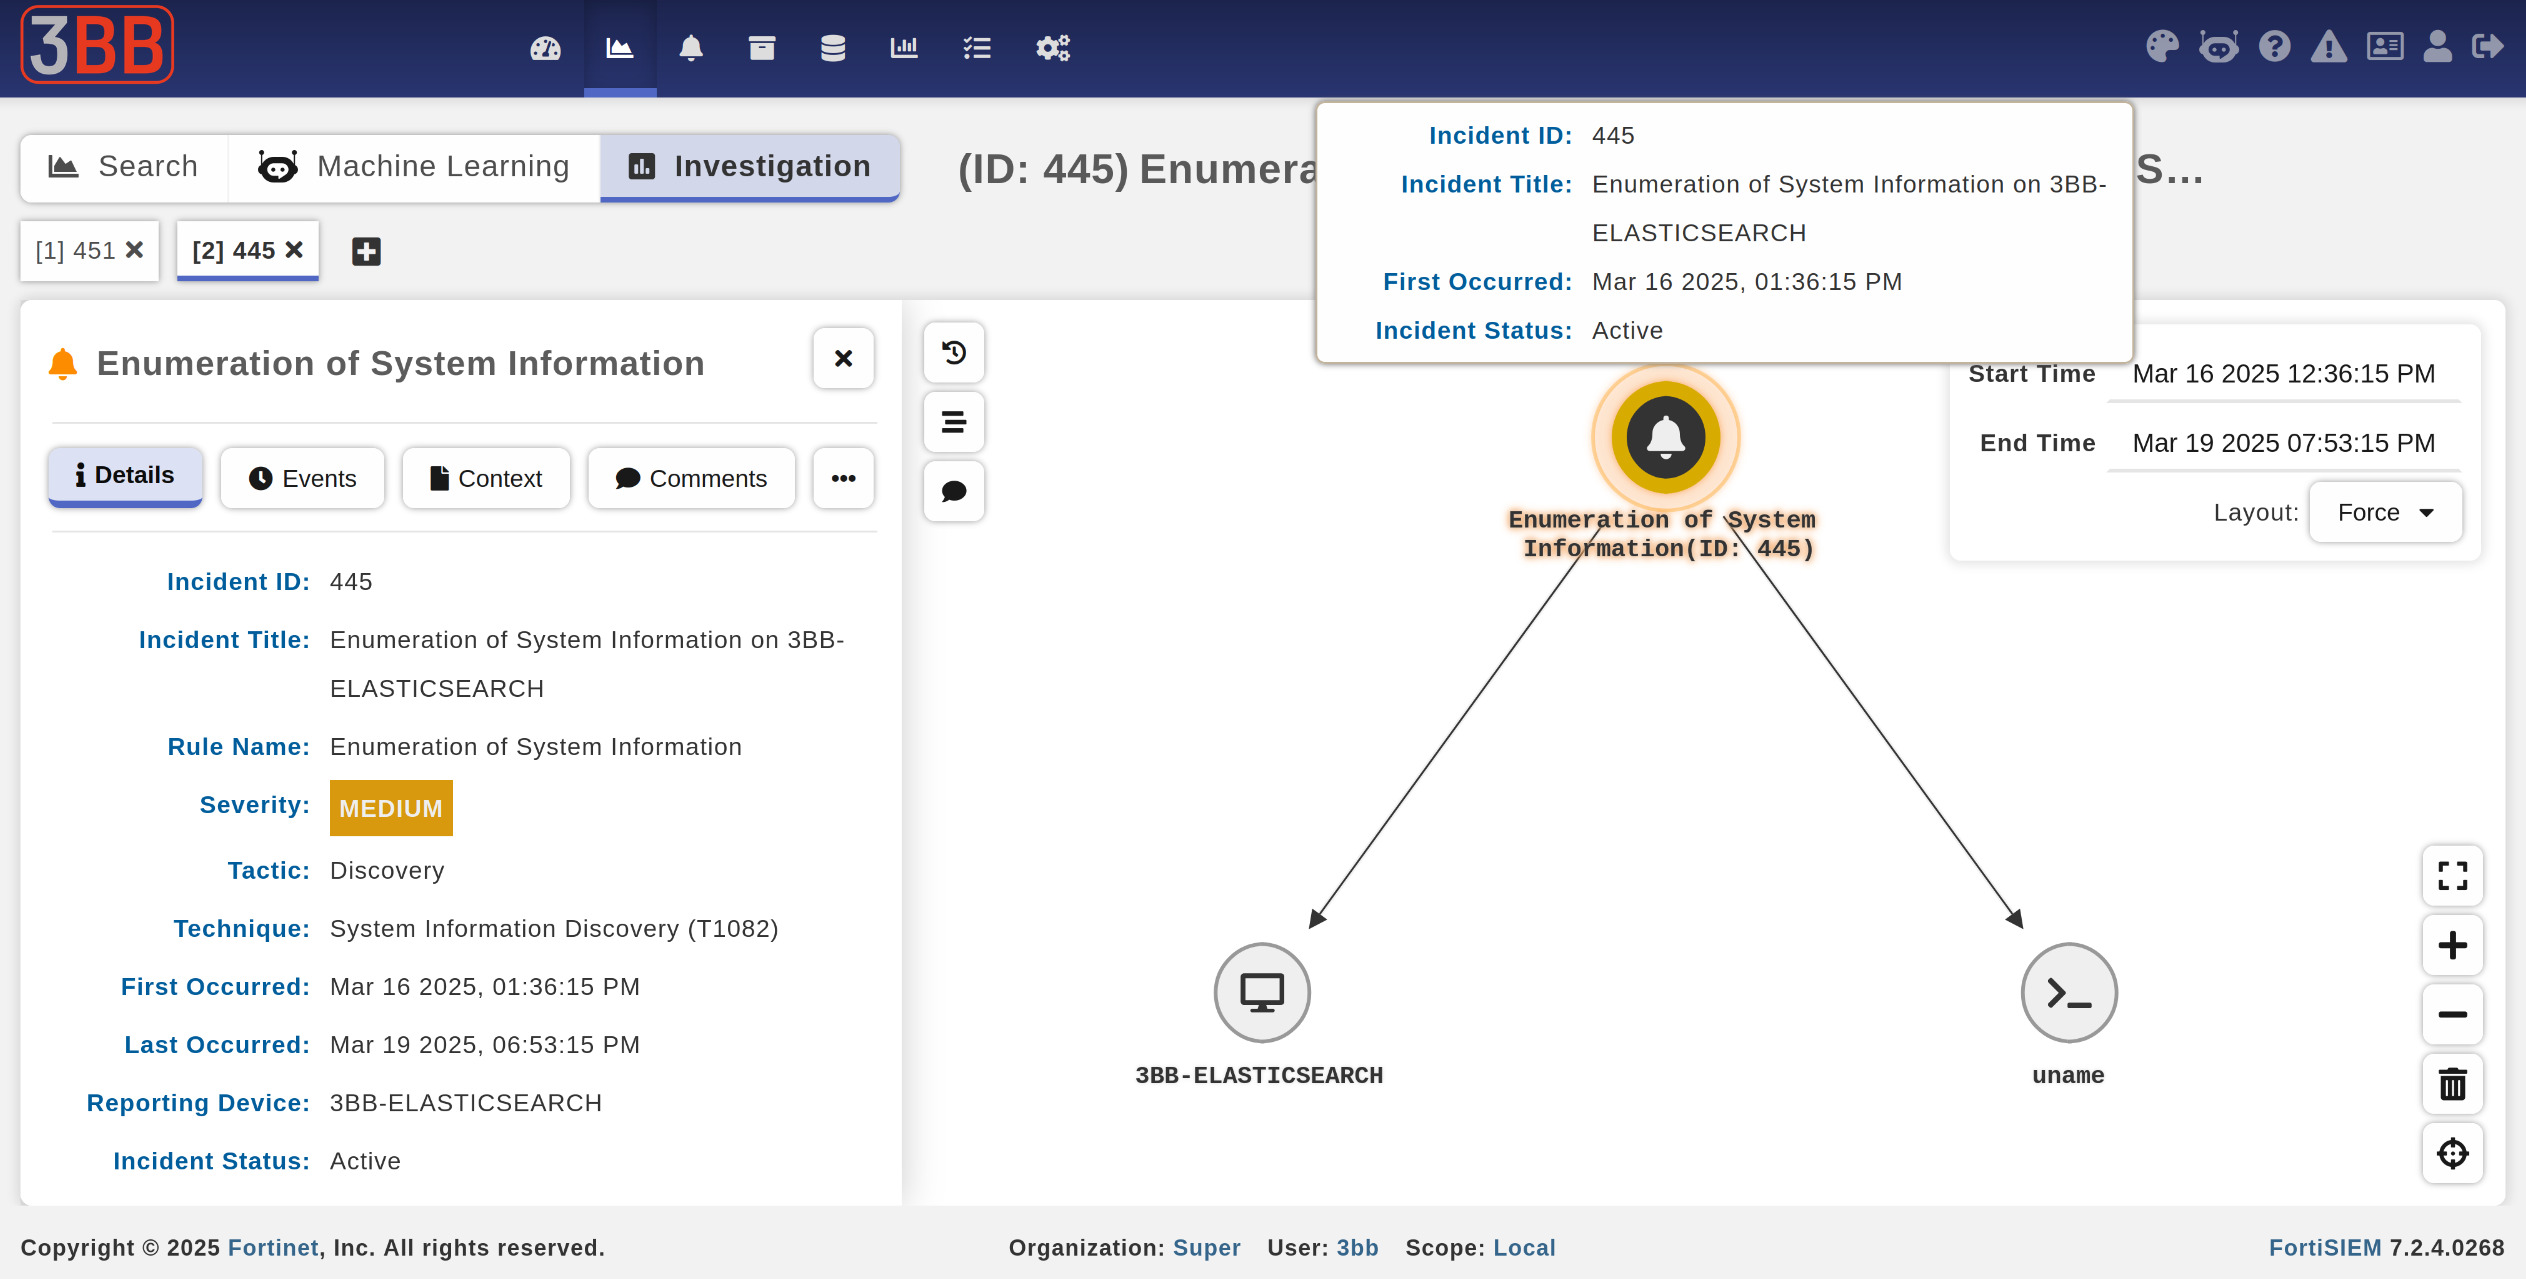 3BB
Search
Machine Learning
Investigation
(ID: 445) Enumera
S...
[1] 451
[2] 445
Incident ID: 445
Incident Title: Enumeration of System Information on 3BB-
ELASTICSEARCH
First Occurred: Mar 16 2025, 01:36:15 PM
Incident Status: Active
Enumeration of System Information
Details
Events
Context
Comments
Incident ID: 445
Incident Title: Enumeration of System Information on 3BB-
ELASTICSEARCH
Rule Name: Enumeration of System Information
Severity: MEDIUM
Tactic: Discovery
Technique: System Information Discovery (T1082)
First Occurred: Mar 16 2025, 01:36:15 PM
Last Occurred: Mar 19 2025, 06:53:15 PM
Reporting Device: 3BB-ELASTICSEARCH
Incident Status: Active
Start Time Mar 16 2025 12:36:15 PM
End Time Mar 19 2025 07:53:15 PM
Layout: Force
Enumeration of System
Information(ID: 445)
3BB-ELASTICSEARCH
uname
Copyright © 2025 Fortinet, Inc. All rights reserved.
Organization: Super User: 3bb Scope: Local
FortiSIEM 7.2.4.0268